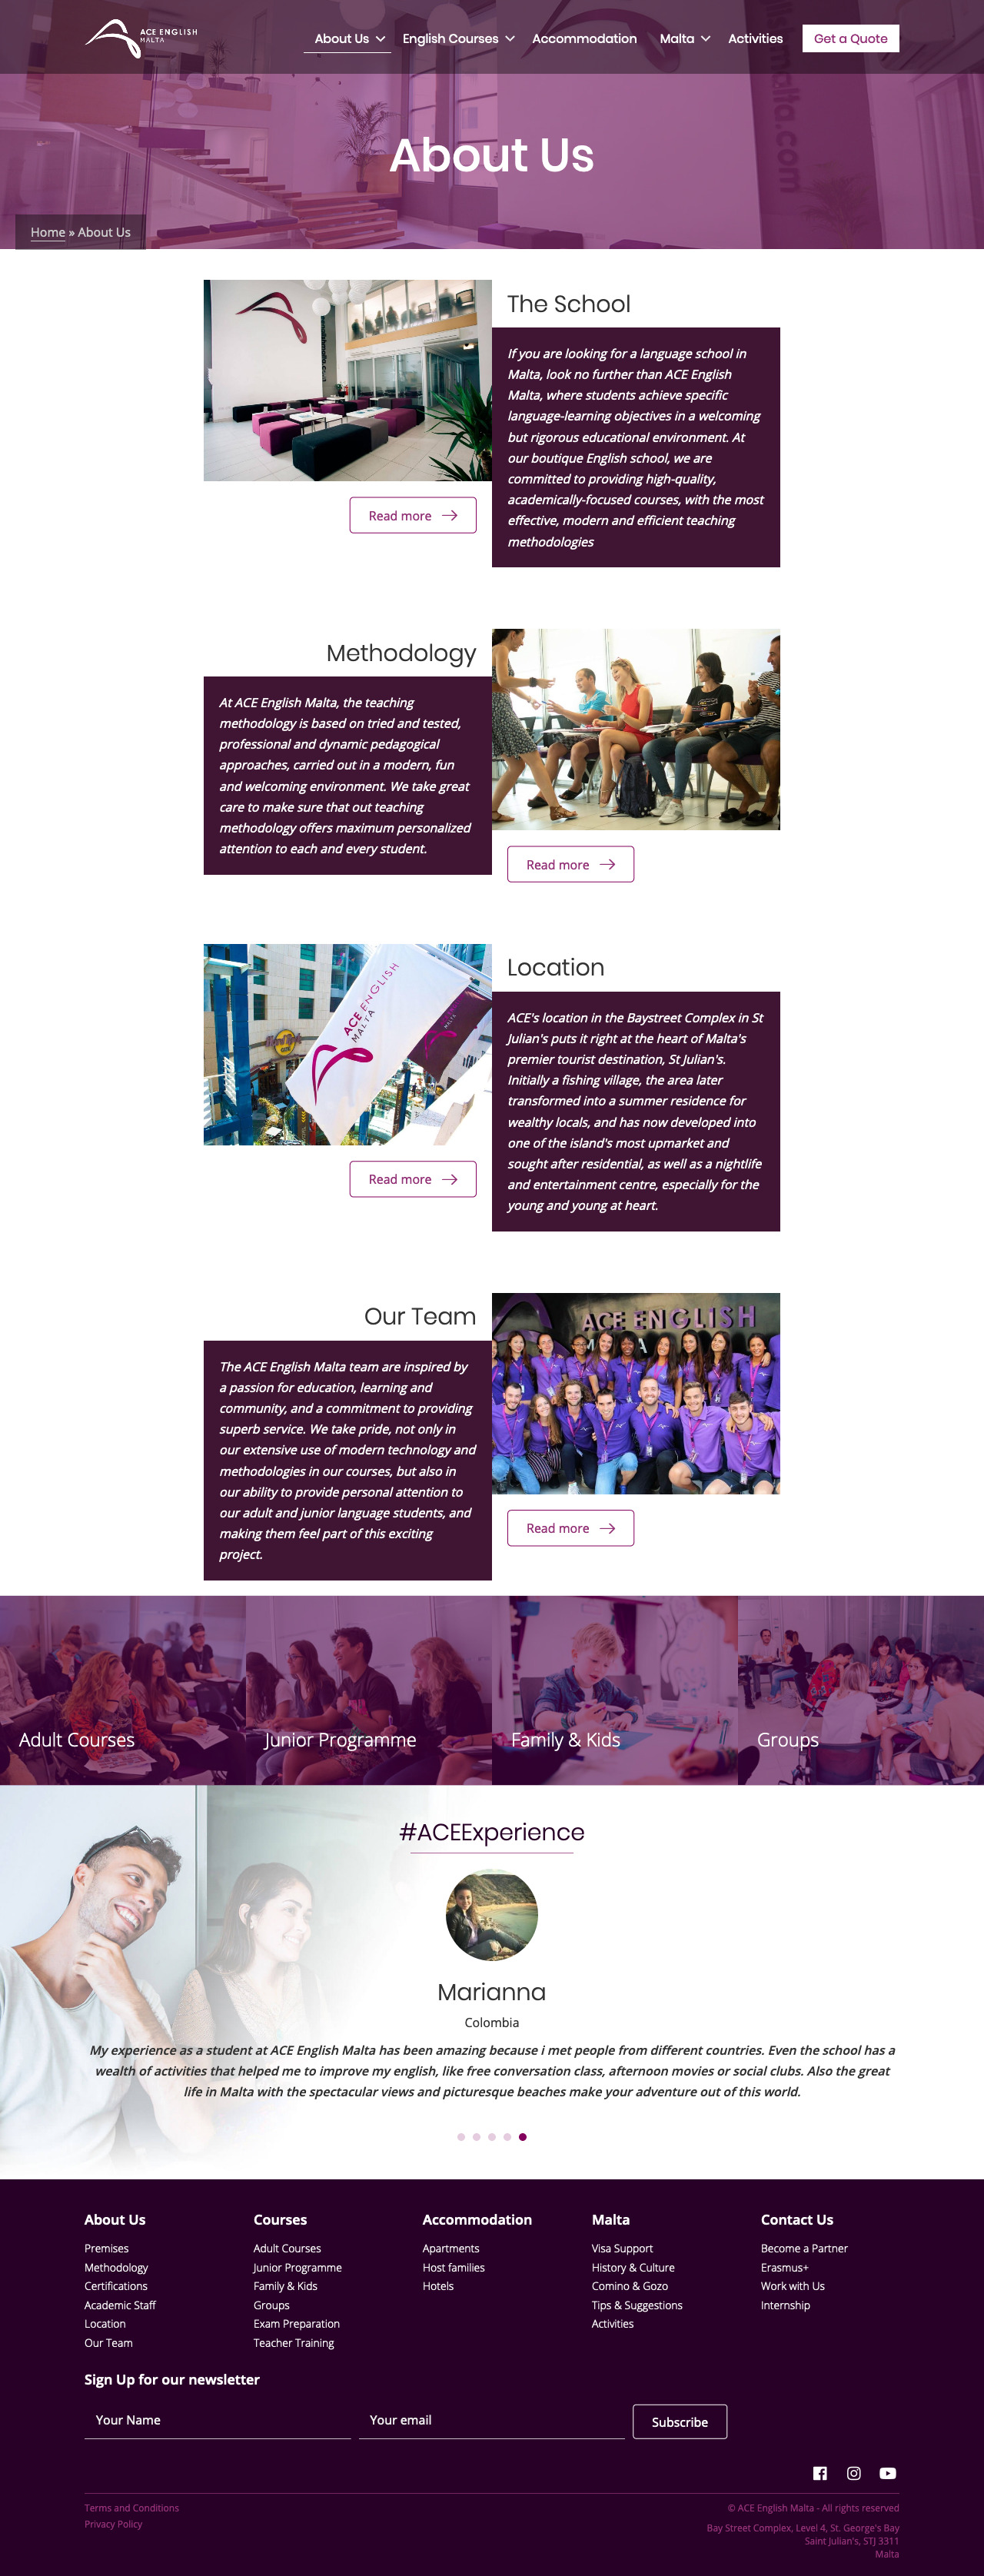 ACE ENGLISH
MALTA
About Us
English Courses
Accommodation
Malta
Activities
Get a Quote
malta.com
About Us
Home » About Us
The School
If you are looking for a language school in
Malta, look no further than ACE English
Malta, where students achieve specific
language-learning objectives in a welcoming
but rigorous educational environment. At
our boutique English school, we are
committed to providing high-quality,
academically-focused courses, with the most
effective, modern and efficient teaching
methodologies
Read more
Methodology
At ACE English Malta, the teaching
methodology is based on tried and tested,
professional and dynamic pedagogical
approaches, carried out in a modern, fun
and welcoming environment. We take great
care to make sure that out teaching
methodology offers maximum personalized
attention to each and every student.
Read more
ACE ENGLISH
MALTA
Location
ACE's location in the Baystreet Complex in St
Julian's puts it right at the heart of Malta's
premier tourist destination, St Julian's.
Initially a fishing village, the area later
transformed into a summer residence for
wealthy locals, and has now developed into
one of the island's most upmarket and
sought after residential, as well as a nightlife
and entertainment centre, especially for the
young and young at heart.
Read more
Our Team
The ACE English Malta team are inspired by
a passion for education, learning and
community, and a commitment to providing
superb service. We take pride, not only in
our extensive use of modern technology and
methodologies in our courses, but also in
our ability to provide personal attention to
our adult and junior language students, and
making them feel part of this exciting
project.
ACE ENGLISH
MALTA
Read more
Adult Courses
Junior Programme
Family & Kids
Groups
#ACEExperience
Marianna
Colombia
My experience as a student at ACE English Malta has been amazing because i met people from different countries. Even the school has a
wealth of activities that helped me to improve my english, like free conversation class, afternoon movies or social clubs. Also the great
life in Malta with the spectacular views and picturesque beaches make your adventure out of this world.
About Us
Premises
Methodology
Certifications
Academic Staff
Location
Our Team
Courses
Adult Courses
Junior Programme
Family & Kids
Groups
Exam Preparation
Teacher Training
Accommodation
Apartments
Host families
Hotels
Malta
Visa Support
History & Culture
Comino & Gozo
Tips & Suggestions
Activities
Contact Us
Become a Partner
Erasmus+
Work with Us
Internship
Sign Up for our newsletter
Your Name
Your email
Subscribe
Terms and Conditions
Privacy Policy
© ACE English Malta - All rights reserved
Bay Street Complex, Level 4, St. George's Bay
Saint Julian's, STJ 3311
Malta